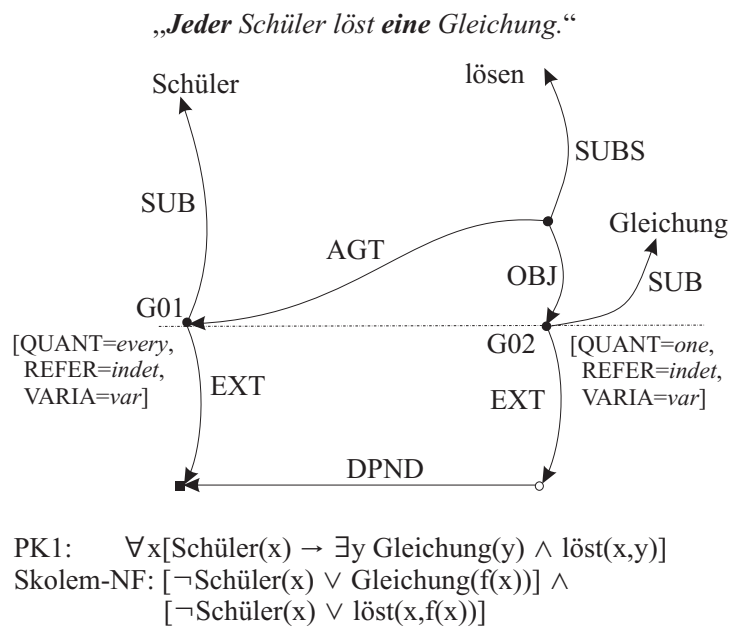 „Jeder Schüler löst eine Gleichung.“
Schüler
lösen
SUBS
SUB
Gleichung
AGT
OBJ
SUB
G01
G02
[QUANT=every,
REFER=indet,
VARIA=var]
[QUANT=one,
REFER=indet,
VARIA=var]
EXT
EXT
DPND
PK1: ∀x[Schüler(x) → ∃y Gleichung(y) ∧ löst(x,y)]
Skolem-NF: [¬Schüler(x) ∨ Gleichung(f(x))] ∧
[¬Schüler(x) ∨ löst(x,f(x))]